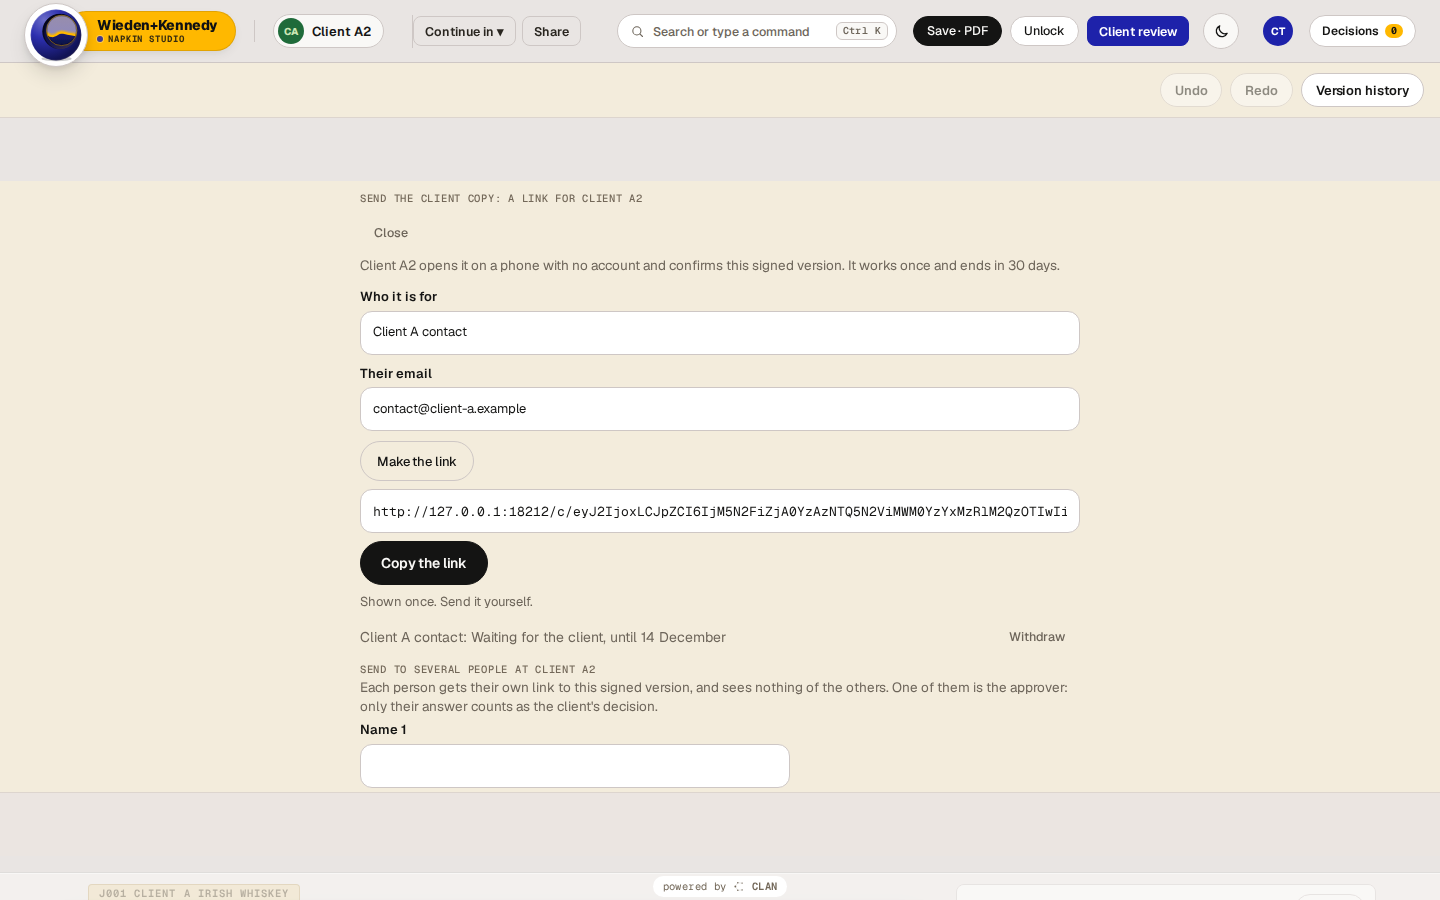 Wieden+Kennedy
NAPKIN STUDIO
CA
Client A2
Continue in ▾
Share
Search or type a command
Ctrl K
Save · PDF
Unlock
Client review
CT
Decisions 0
Undo
Redo
Version history
SEND THE CLIENT COPY: A LINK FOR CLIENT A2
Close
Client A2 opens it on a phone with no account and confirms this signed version. It works once and ends in 30 days.
Who it is for
Client A contact
Their email
contact@client-a.example
Make the link
http://127.0.0.1:18212/c/eyJ2IjoxLCJpZCI6IjM5N2FiZjA0YzAzNTQ5N2ViMWM0YzYxMzRlM2QzOTIwIi
Copy the link
Shown once. Send it yourself.
Client A contact: Waiting for the client, until 14 December
Withdraw
SEND TO SEVERAL PEOPLE AT CLIENT A2
Each person gets their own link to this signed version, and sees nothing of the others. One of them is the approver:
only their answer counts as the client's decision.
Name 1
J001 CLIENT A IRISH WHISKEY
powered by CLAN